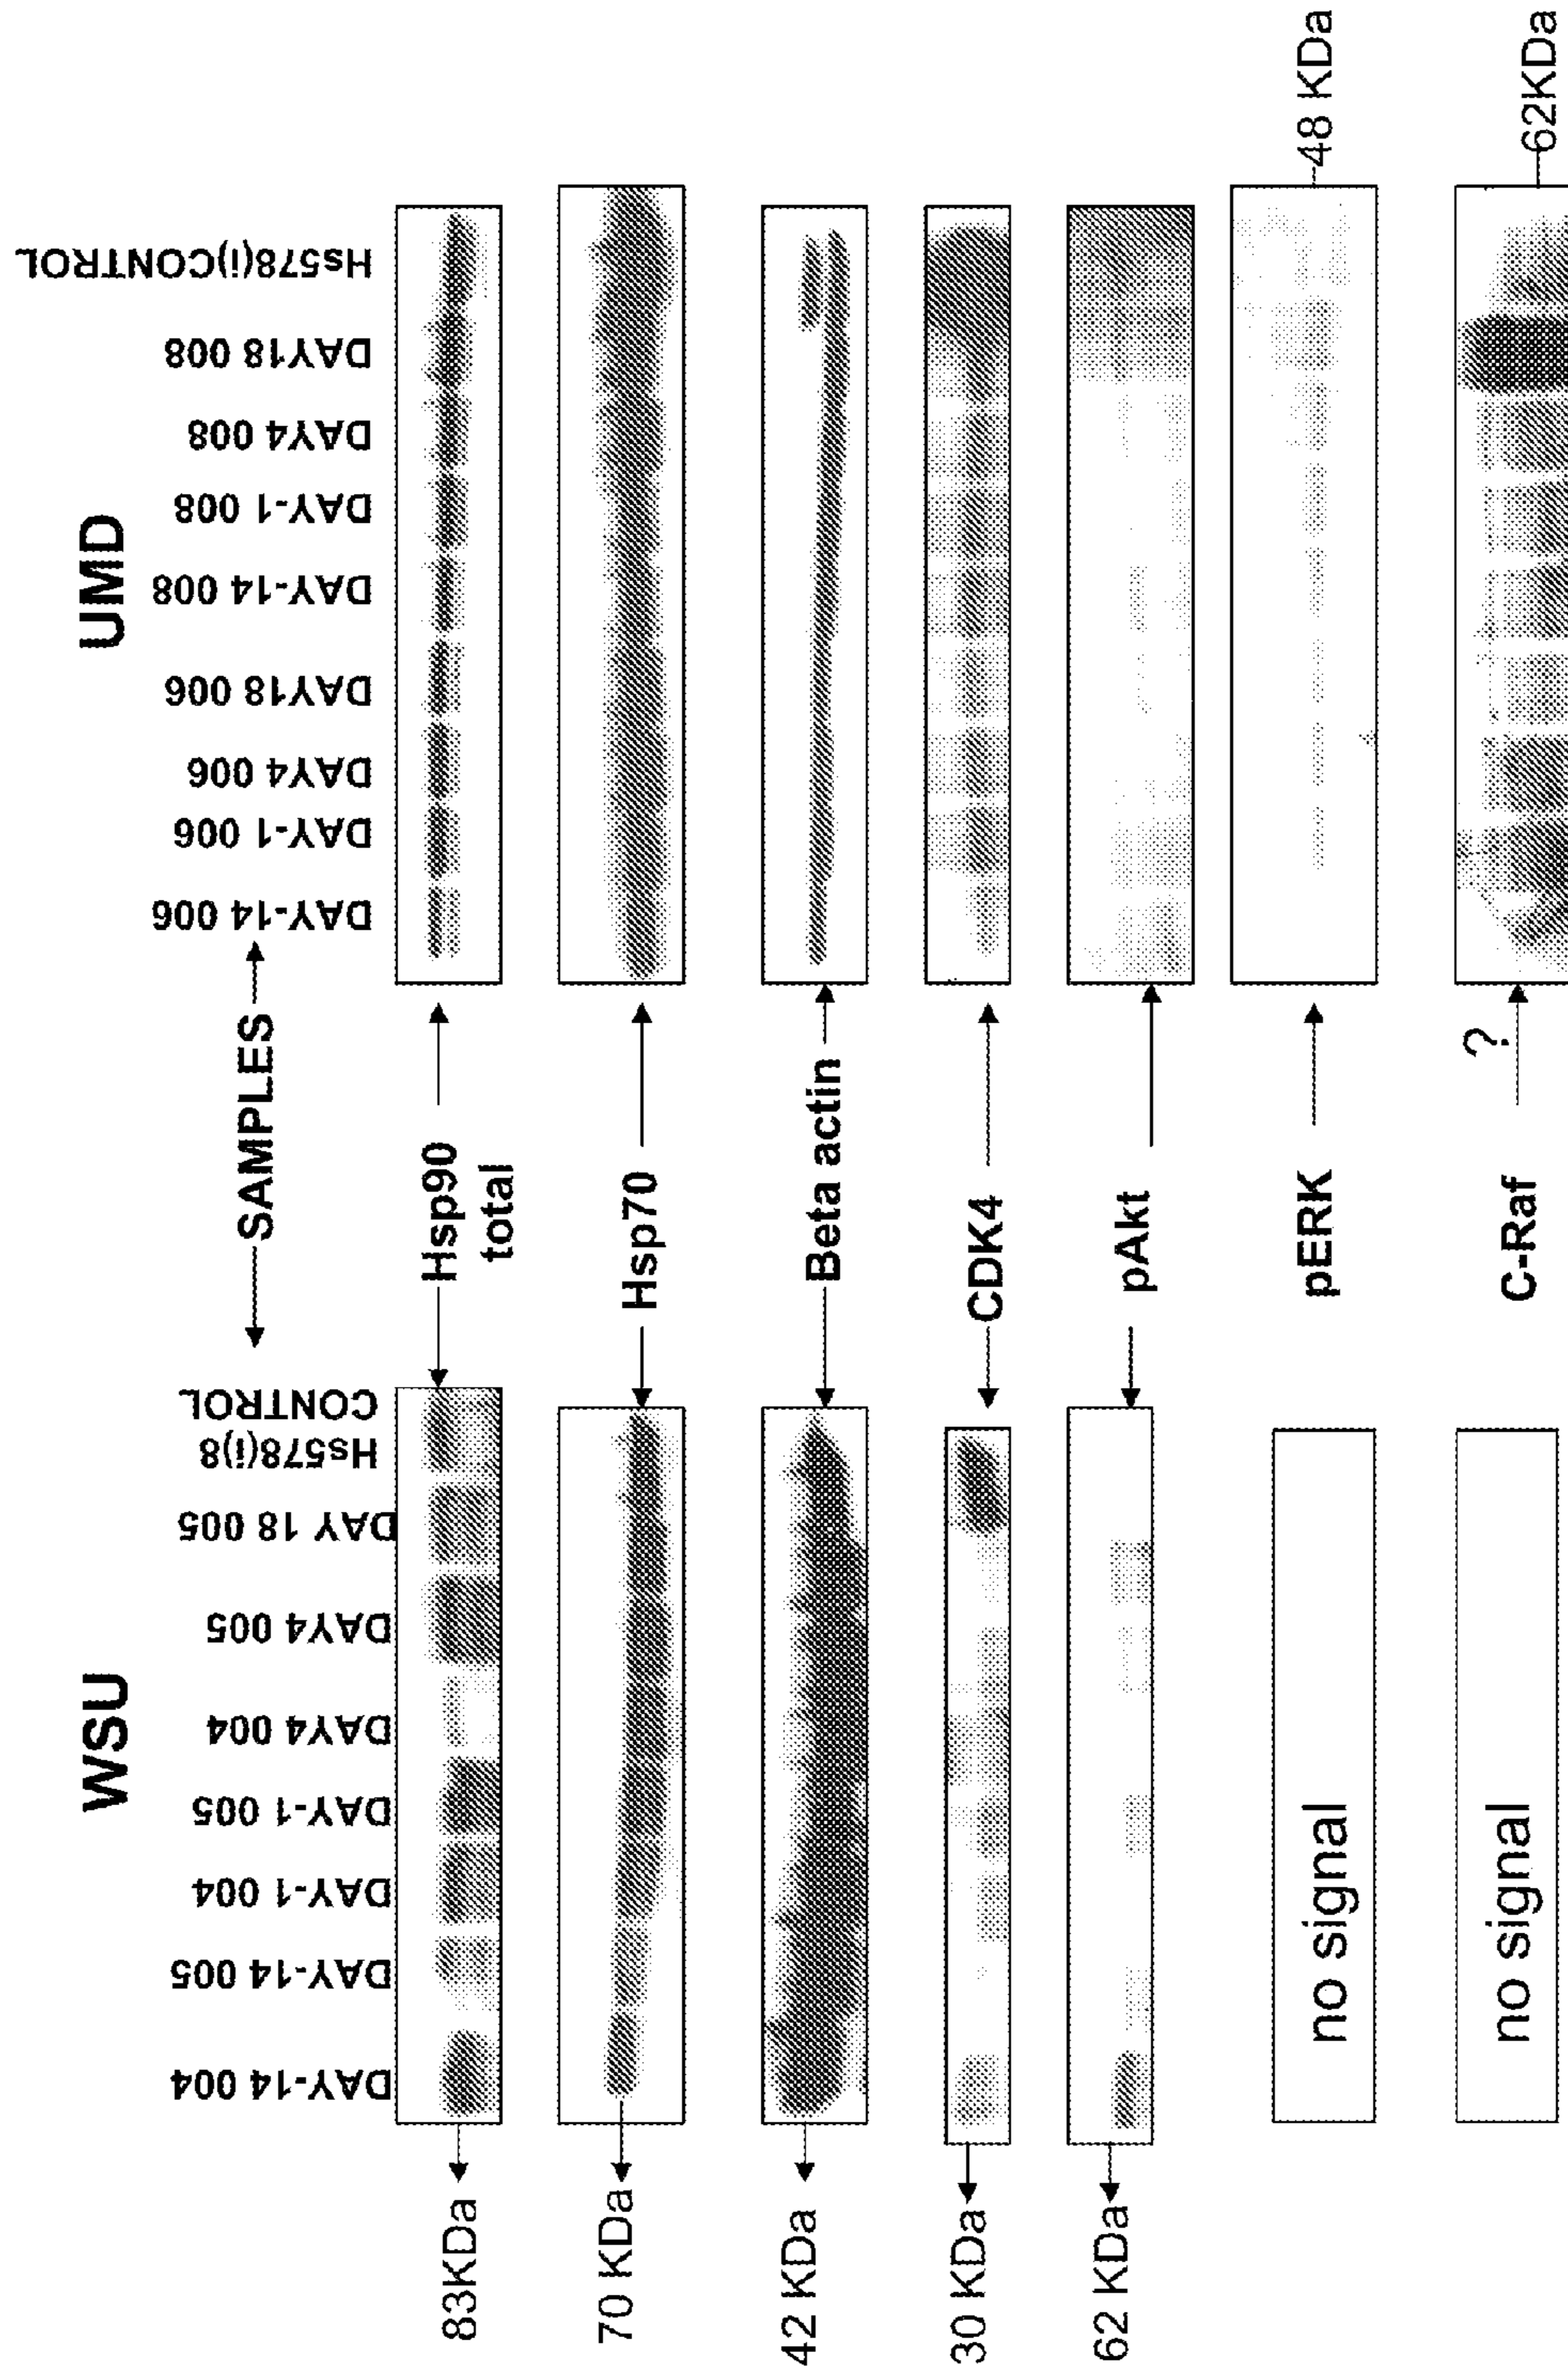 WSU
UMD
DAY-14 004
DAY-14 005
DAY-1 004
DAY-1 005
DAY4 004
DAY4 005
DAY 18 005
Hs578(i)8
CONTROL
SAMPLES
DAY-14 006
DAY-1 006
DAY4 006
DAY18 006
DAY-14 008
DAY-1 008
DAY4 008
DAY18 008
Hs578(i)CONTROL
83KDa
Hsp90
total
70 KDa
Hsp70
42 KDa
Beta actin
30 KDa
CDK4
62 KDa
pAkt
no signal
pERK
48 KDa
no signal
C-Raf
?
62KDa